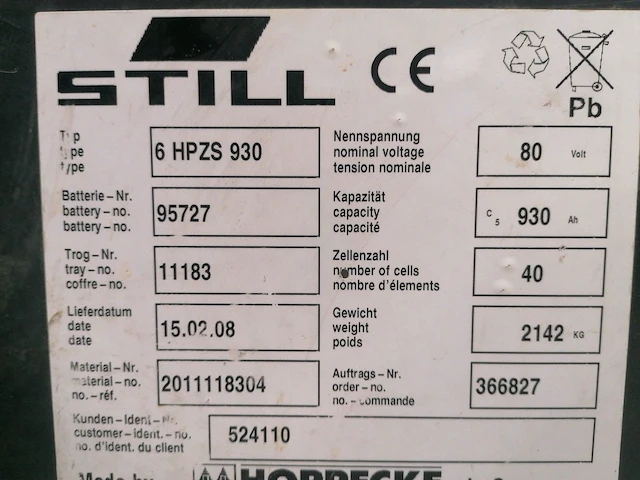 STILL CE
Pb
Typ
type
type
6 HPZS 930
Nennspannung
nominal voltage
tension nominale
80 Volt
Batterie-Nr.
battery-no.
battery-no.
95727
Kapazität
capacity
capacité
C5 930 Ah
Trog-Nr.
tray-no.
coffre-no.
11183
Zellenzahl
number of cells
nombre d'éléments
40
Lieferdatum
date
date
15.02.08
Gewicht
weight
poids
2142 KG
Material-Nr.
material-no.
no.-réf.
2011118304
Auftrags-Nr.
order-no.
no.-commande
366827
Kunden-Ident-Nr.
customer-ident.-no.
no. d'ident. du client
524110
Made by HOPPECKE